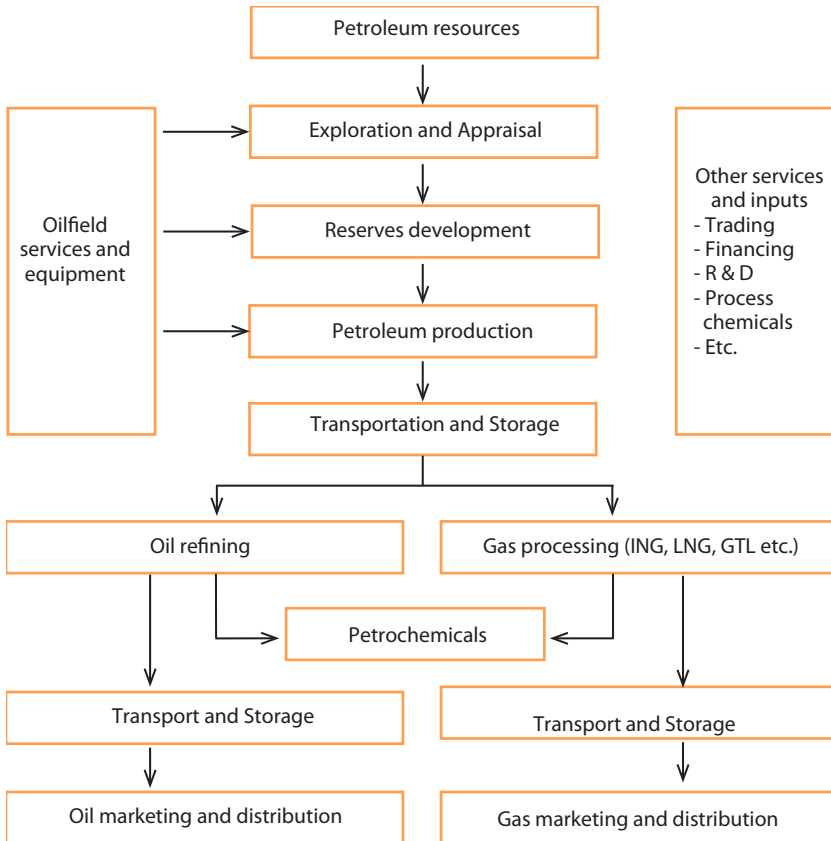 Petroleum resources
Exploration and Appraisal
Oilfield
services and
equipment
Other services
and inputs
- Trading
- Financing
- R & D
- Process
chemicals
- Etc.
Reserves development
Petroleum production
Transportation and Storage
Oil refining
Gas processing (ING, LNG, GTL etc.)
Petrochemicals
Transport and Storage
Transport and Storage
Oil marketing and distribution
Gas marketing and distribution